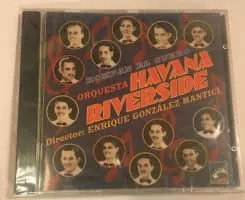 ORQUESTA
HAVANA
RIVERSIDE
Director: ENRIQUE GONZÁLEZ MANTICI